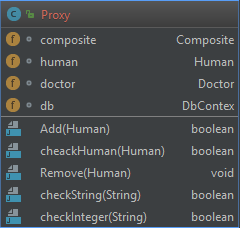 C Proxy
f composite Composite
f human Human
f doctor Doctor
f db DbContex
Add(Human) boolean
cheackHuman(Human) boolean
Remove(Human) void
checkString(String) boolean
checkInteger(String) boolean